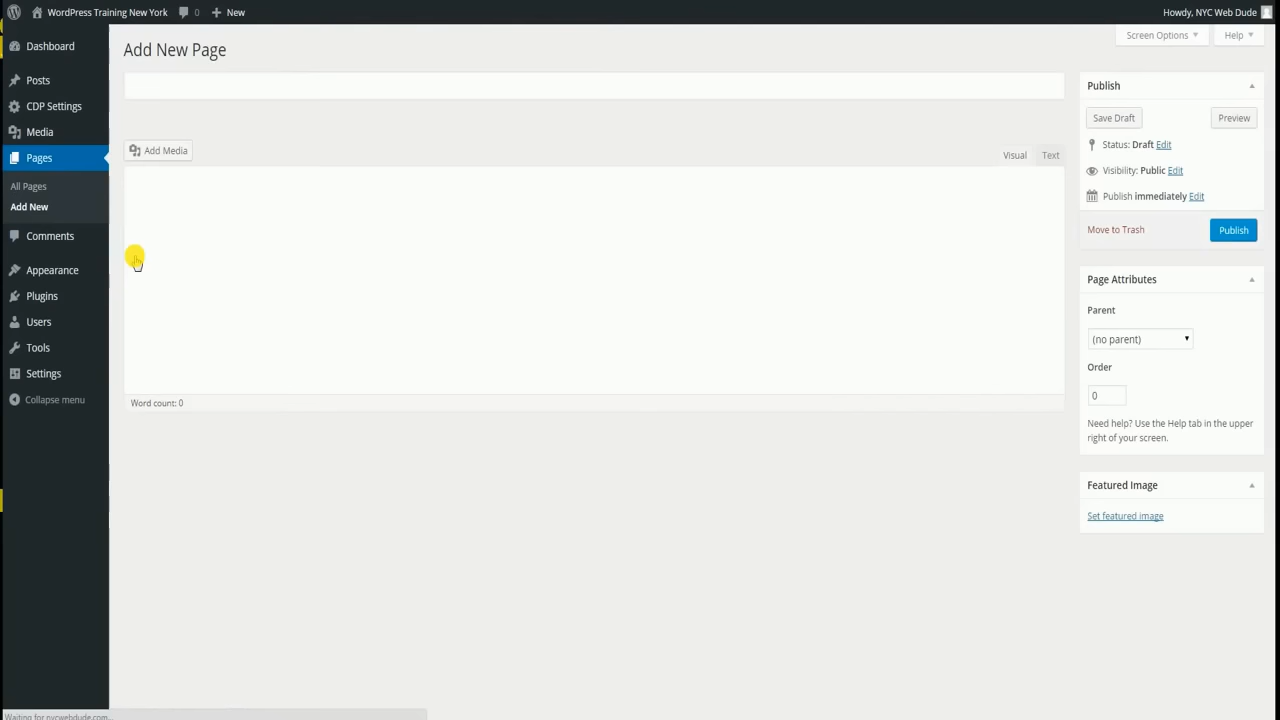 WordPress Training New York 0 New Howdy, NYC Web Dude
Screen Options Help
Dashboard
Posts
CDP Settings
Media
Pages
All Pages
Add New
Comments
Appearance
Plugins
Users
Tools
Settings
Collapse menu
Add New Page
Add Media
Visual Text
Word count: 0
Publish
Save Draft Preview
Status: Draft Edit
Visibility: Public Edit
Publish immediately Edit
Move to Trash Publish
Page Attributes
Parent
(no parent)
Order
0
Need help? Use the Help tab in the upper
right of your screen.
Featured Image
Set featured image
Waiting for nycwebdude.com...